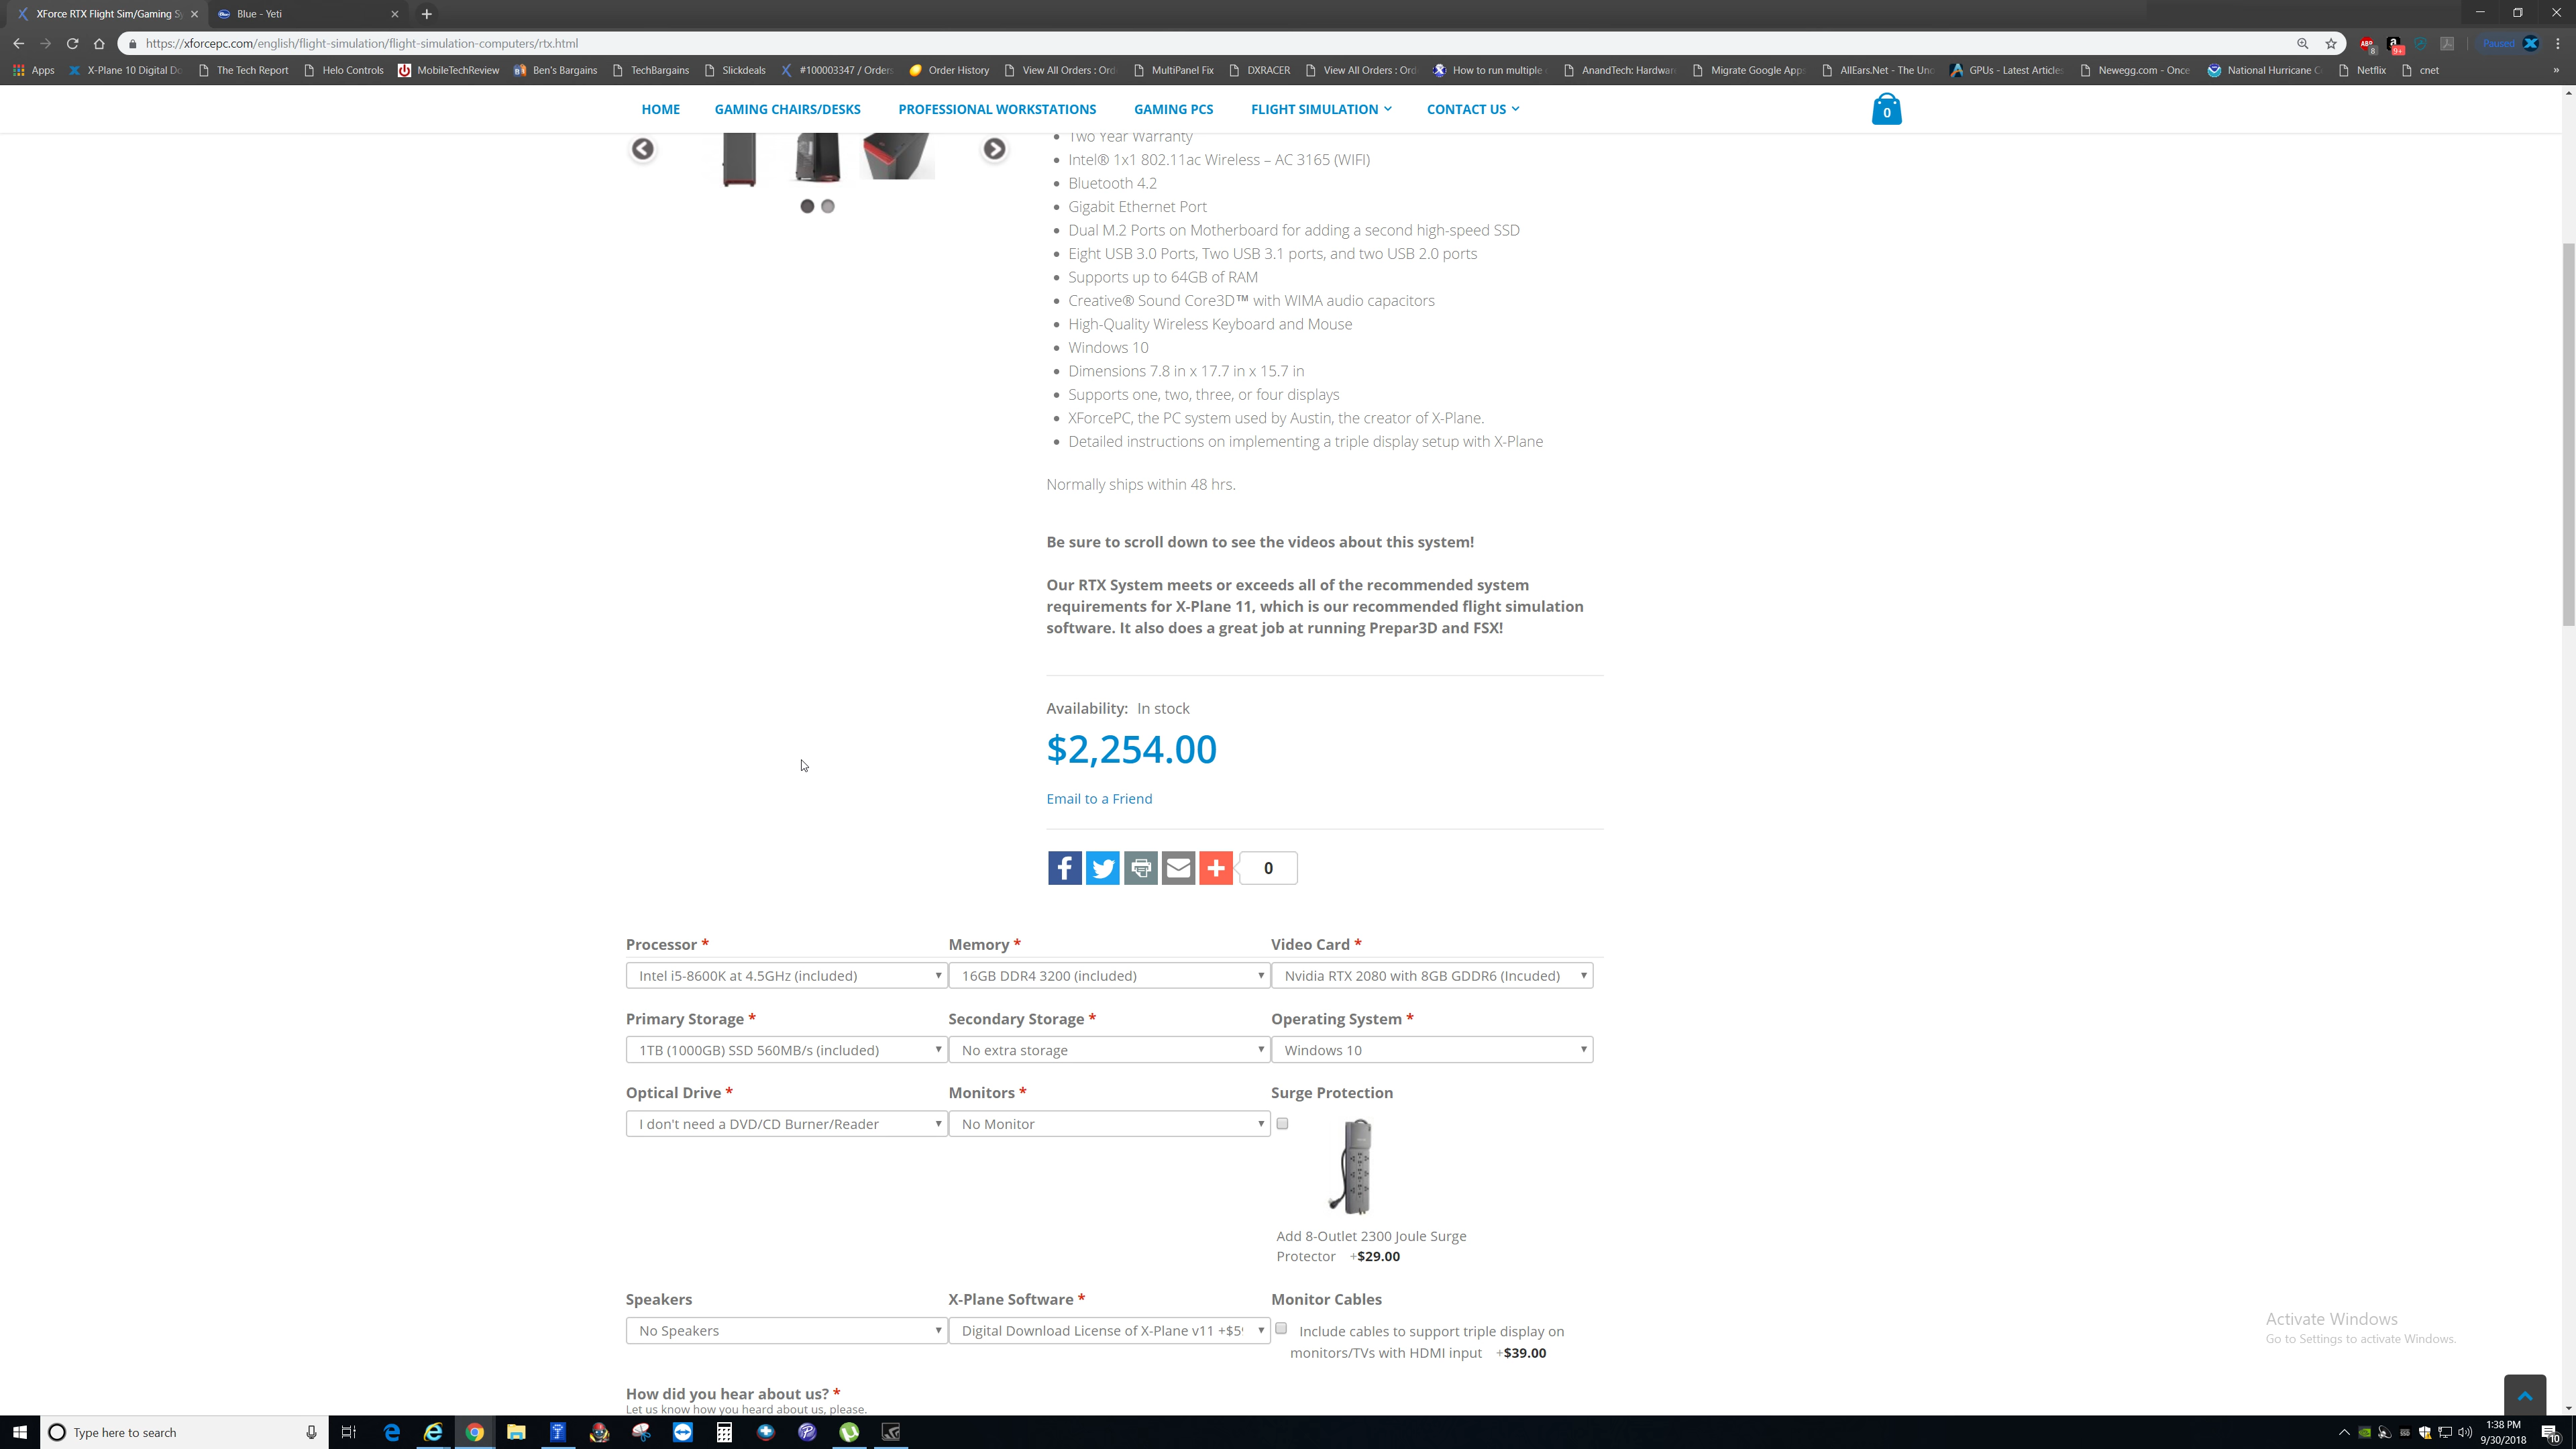 XForce RTX Flight Sim/Gaming S
Blue - Yeti
https://xforcepc.com/english/flight-simulation/flight-simulation-computers/rtx.html
Paused
Apps
X-Plane 10 Digital Do
The Tech Report
Helo Controls
MobileTechReview
Ben's Bargains
TechBargains
Slickdeals
#100003347 / Orders
Order History
View All Orders : Ord
MultiPanel Fix
DXRACER
View All Orders : Ord
How to run multiple
AnandTech: Hardwar
Migrate Google Apps
AllEars.Net - The Un
GPUs - Latest Articles
Newegg.com - Once
National Hurricane C
Netflix
cnet
HOME
GAMING CHAIRS/DESKS
PROFESSIONAL WORKSTATIONS
GAMING PCS
FLIGHT SIMULATION
CONTACT US
0
Two Year Warranty
Intel® 1x1 802.11ac Wireless – AC 3165 (WIFI)
Bluetooth 4.2
Gigabit Ethernet Port
Dual M.2 Ports on Motherboard for adding a second high-speed SSD
Eight USB 3.0 Ports, Two USB 3.1 ports, and two USB 2.0 ports
Supports up to 64GB of RAM
Creative® Sound Core3D™ with WIMA audio capacitors
High-Quality Wireless Keyboard and Mouse
Windows 10
Dimensions 7.8 in x 17.7 in x 15.7 in
Supports one, two, three, or four displays
XForcePC, the PC system used by Austin, the creator of X-Plane.
Detailed instructions on implementing a triple display setup with X-Plane
Normally ships within 48 hrs.
Be sure to scroll down to see the videos about this system!
Our RTX System meets or exceeds all of the recommended system
requirements for X-Plane 11, which is our recommended flight simulation
software. It also does a great job at running Prepar3D and FSX!
Availability: In stock
$2,254.00
Email to a Friend
0
Processor *
Memory *
Video Card *
Intel i5-8600K at 4.5GHz (included)
16GB DDR4 3200 (included)
Nvidia RTX 2080 with 8GB GDDR6 (Incuded)
Primary Storage *
Secondary Storage *
Operating System *
1TB (1000GB) SSD 560MB/s (included)
No extra storage
Windows 10
Optical Drive *
Monitors *
Surge Protection
I don't need a DVD/CD Burner/Reader
No Monitor
Add 8-Outlet 2300 Joule Surge
Protector +$29.00
Speakers
X-Plane Software *
Monitor Cables
No Speakers
Digital Download License of X-Plane v11 +$5
Include cables to support triple display on
monitors/TVs with HDMI input +$39.00
How did you hear about us? *
Let us know how you heard about us, please.
Activate Windows
Go to Settings to activate Windows.
Type here to search
1:38 PM
9/30/2018
10